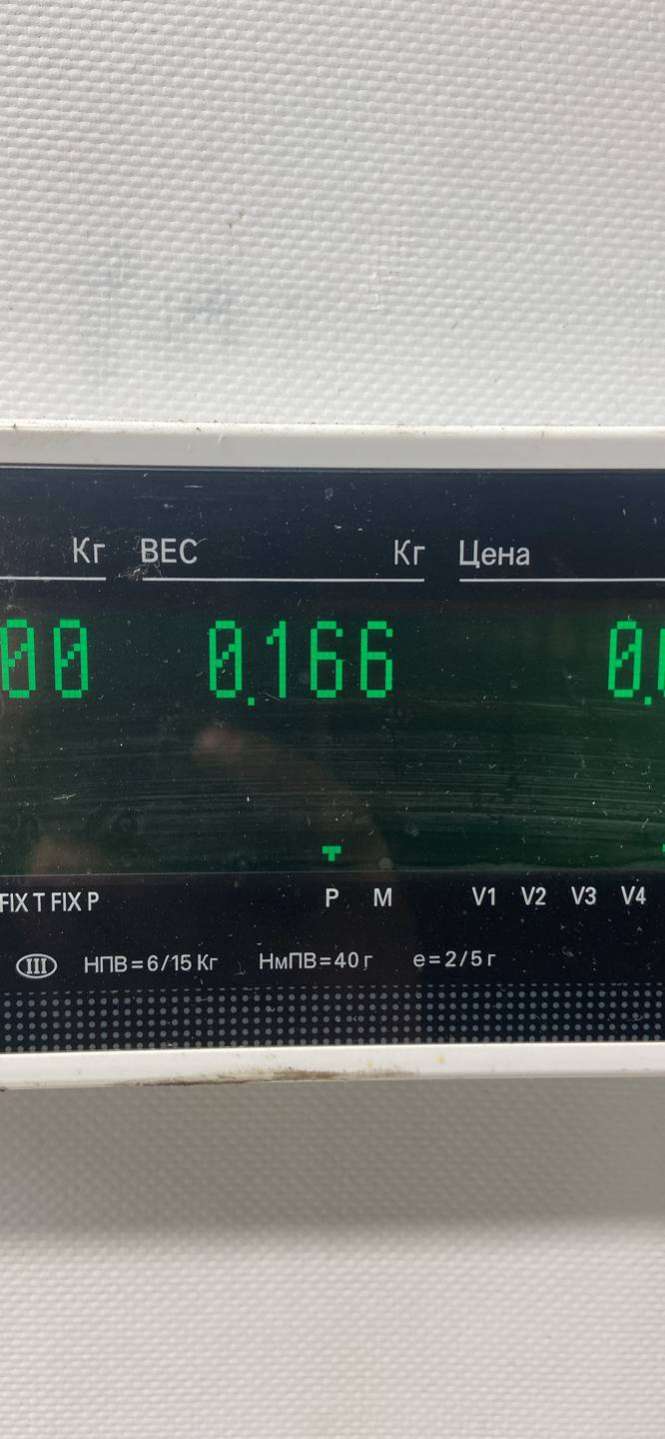 Кг ВЕС Кг Цена
00 0.166 0.
FIX T FIX P P M V1 V2 V3 V4
III НПВ=6/15 Кг НмПВ=40 г e=2/5 г